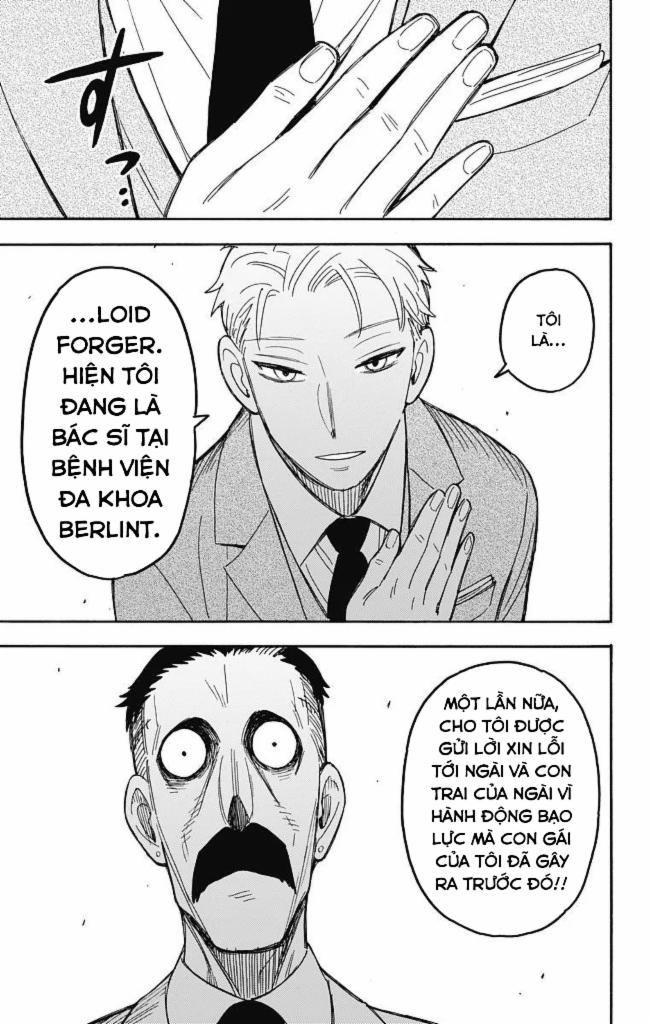 すっ…
TÔI
LÀ...
...LOID
FORGER.
HIỆN TÔI
ĐANG LÀ
BÁC SĨ TẠI
BỆNH VIỆN
ĐA KHOA
BERLINT.
MỘT LẦN NỮA,
CHO TÔI ĐƯỢC
GỬI LỜI XIN LỖI
TỚI NGÀI VÀ CON
TRAI CỦA NGÀI VÌ
HÀNH ĐỘNG BẠO
LỰC MÀ CON GÁI
CỦA TÔI ĐÃ GÂY
RA TRƯỚC ĐÓ!!